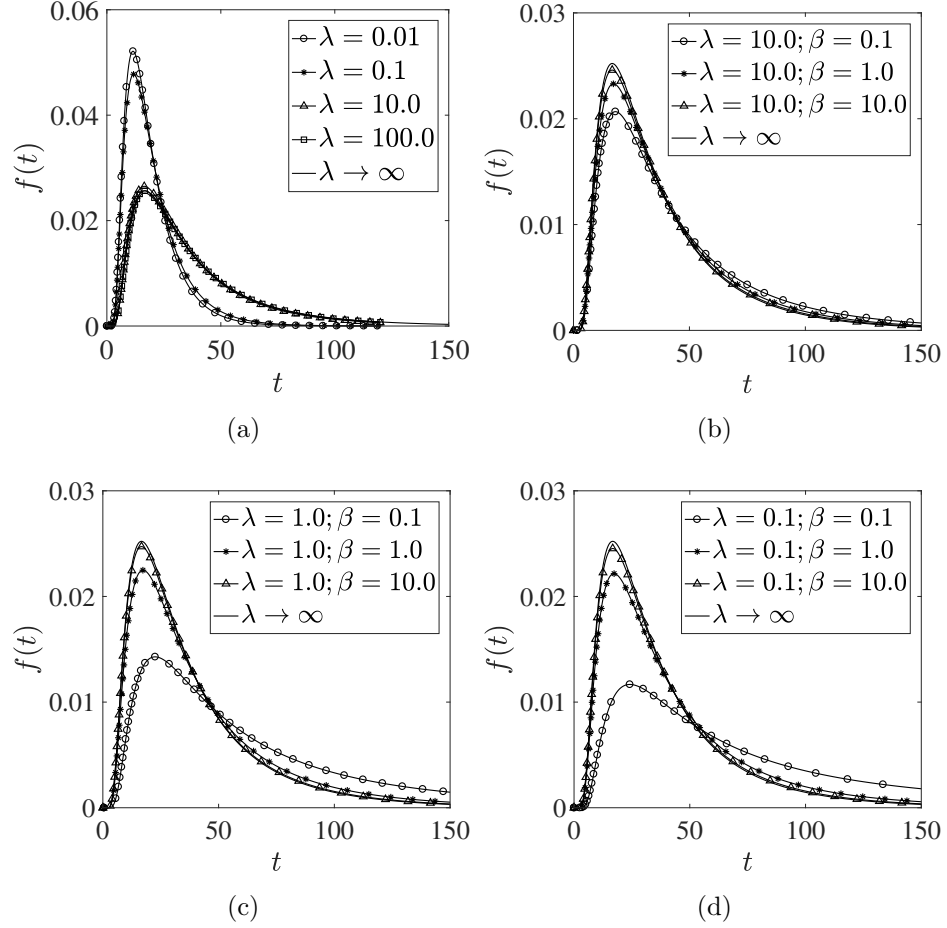 0.06
0.04
0.02
0
f(t)
λ = 0.01
λ = 0.1
λ = 10.0
λ = 100.0
λ → ∞
0 50 100 150
t
(a)
0.03
0.02
0.01
0
f(t)
λ = 10.0; β = 0.1
λ = 10.0; β = 1.0
λ = 10.0; β = 10.0
λ → ∞
0 50 100 150
t
(b)
0.03
0.02
0.01
0
f(t)
λ = 1.0; β = 0.1
λ = 1.0; β = 1.0
λ = 1.0; β = 10.0
λ → ∞
0 50 100 150
t
(c)
0.03
0.02
0.01
0
f(t)
λ = 0.1; β = 0.1
λ = 0.1; β = 1.0
λ = 0.1; β = 10.0
λ → ∞
0 50 100 150
t
(d)